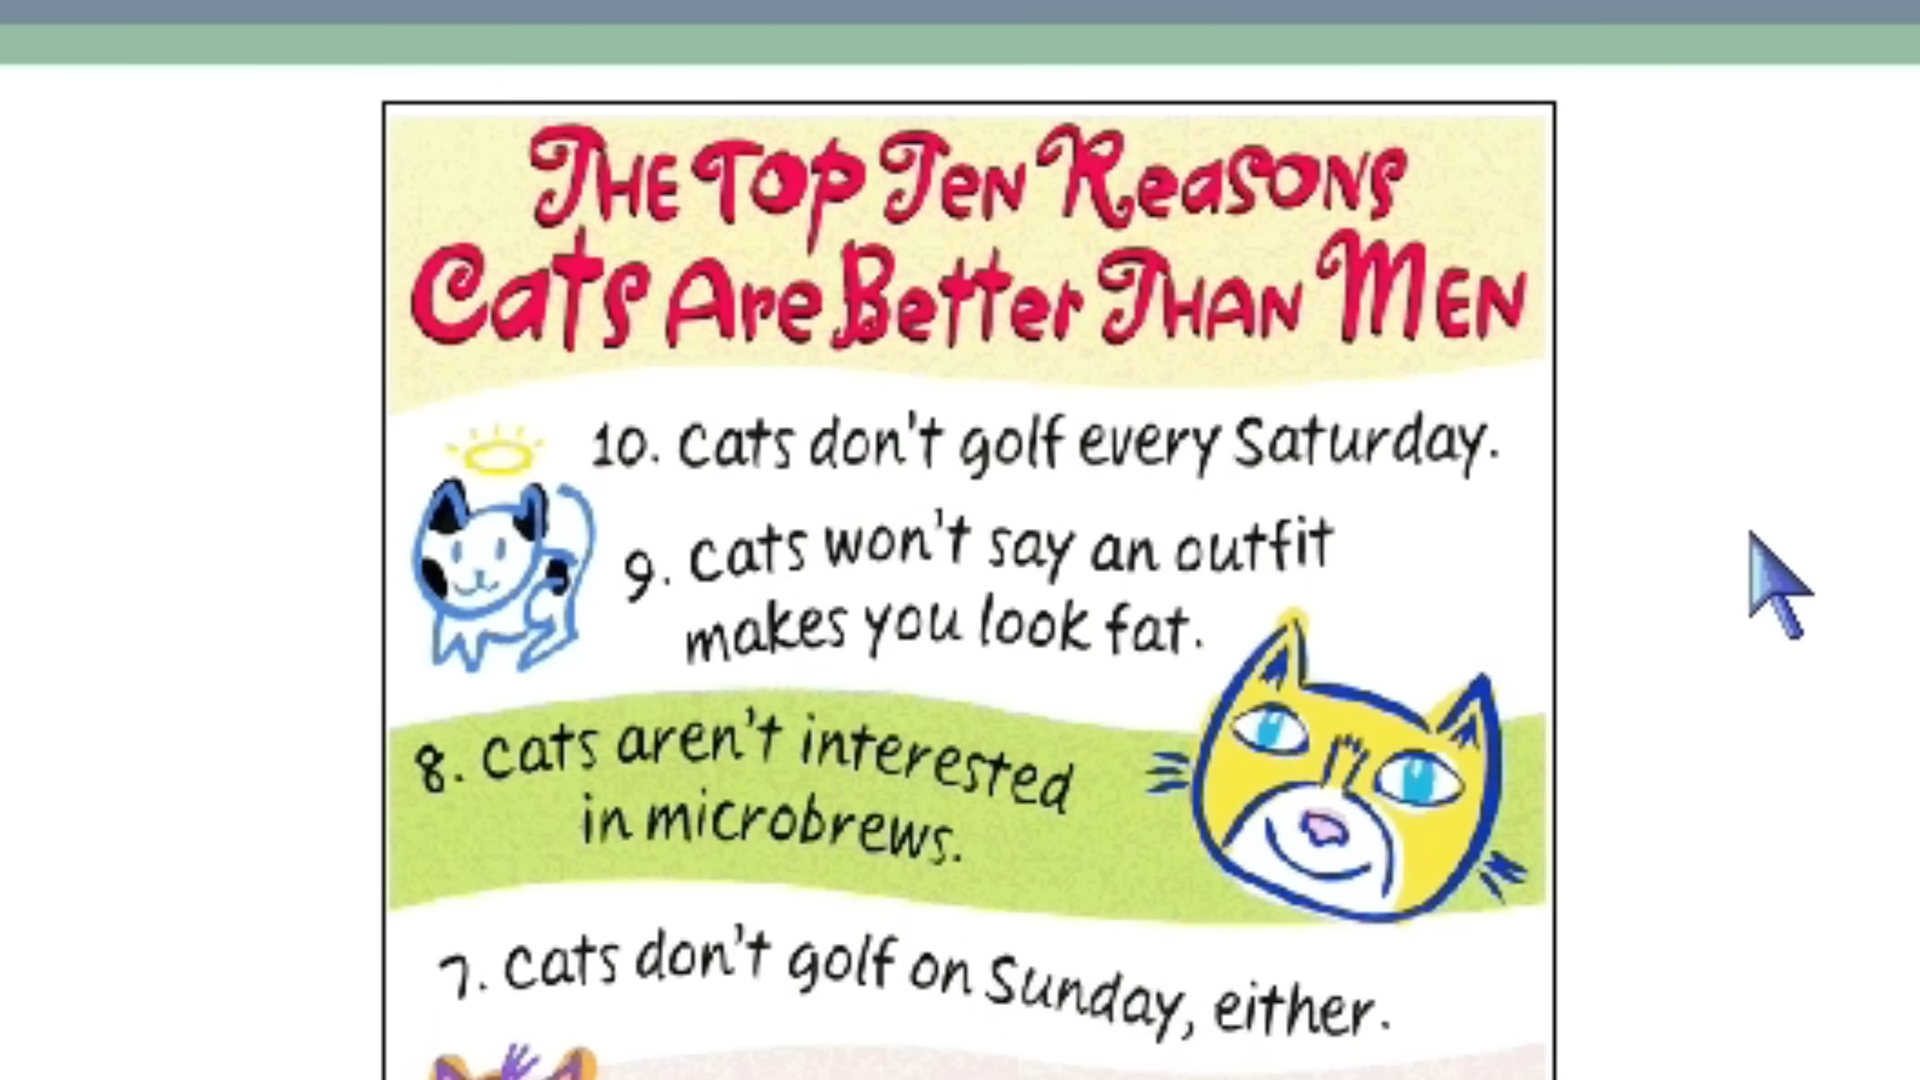 The Top Ten Reasons
Cats Are Better Than Men
10. Cats don't golf every Saturday.
9. Cats won't say an outfit
makes you look fat.
8. Cats aren't interested
in microbrews.
7. Cats don't golf on Sunday, either.